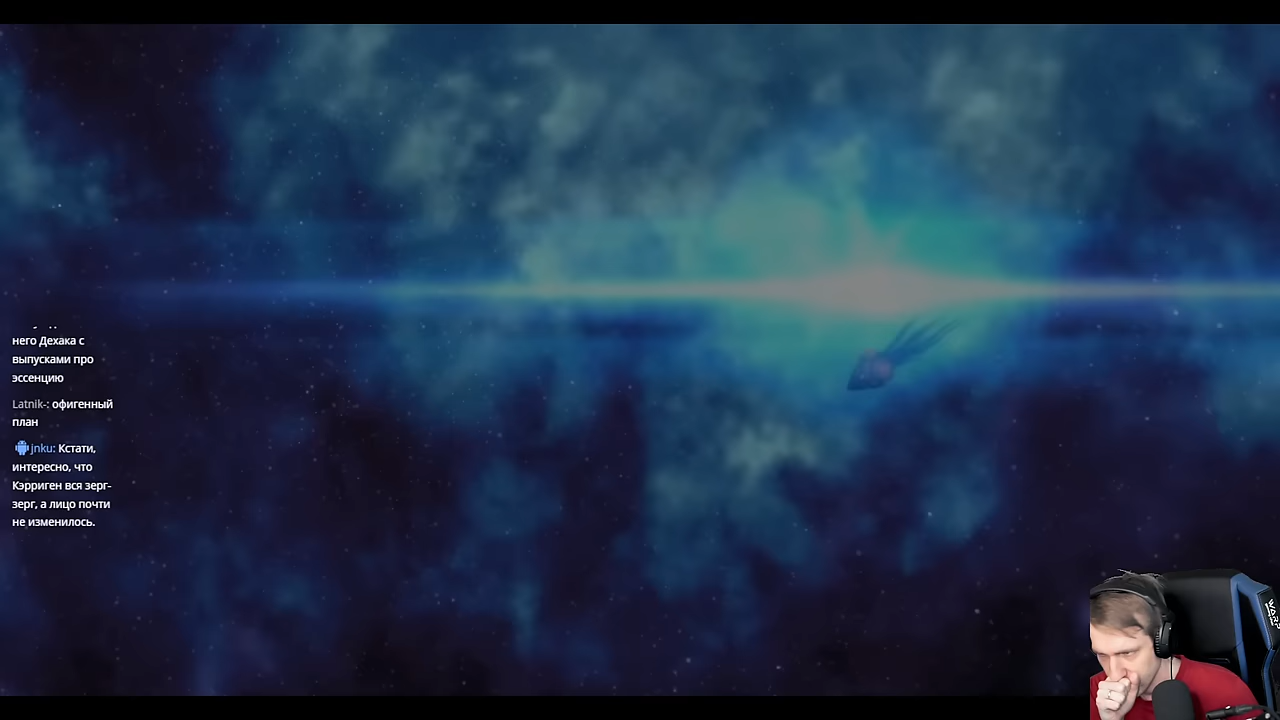 него Дехака с
выпусками про
эссенцию
Latnik-: офигенный
план
jnku: Кстати,
интересно, что
Кэрриген вся зерг-
зерг, а лицо почти
не изменилось.